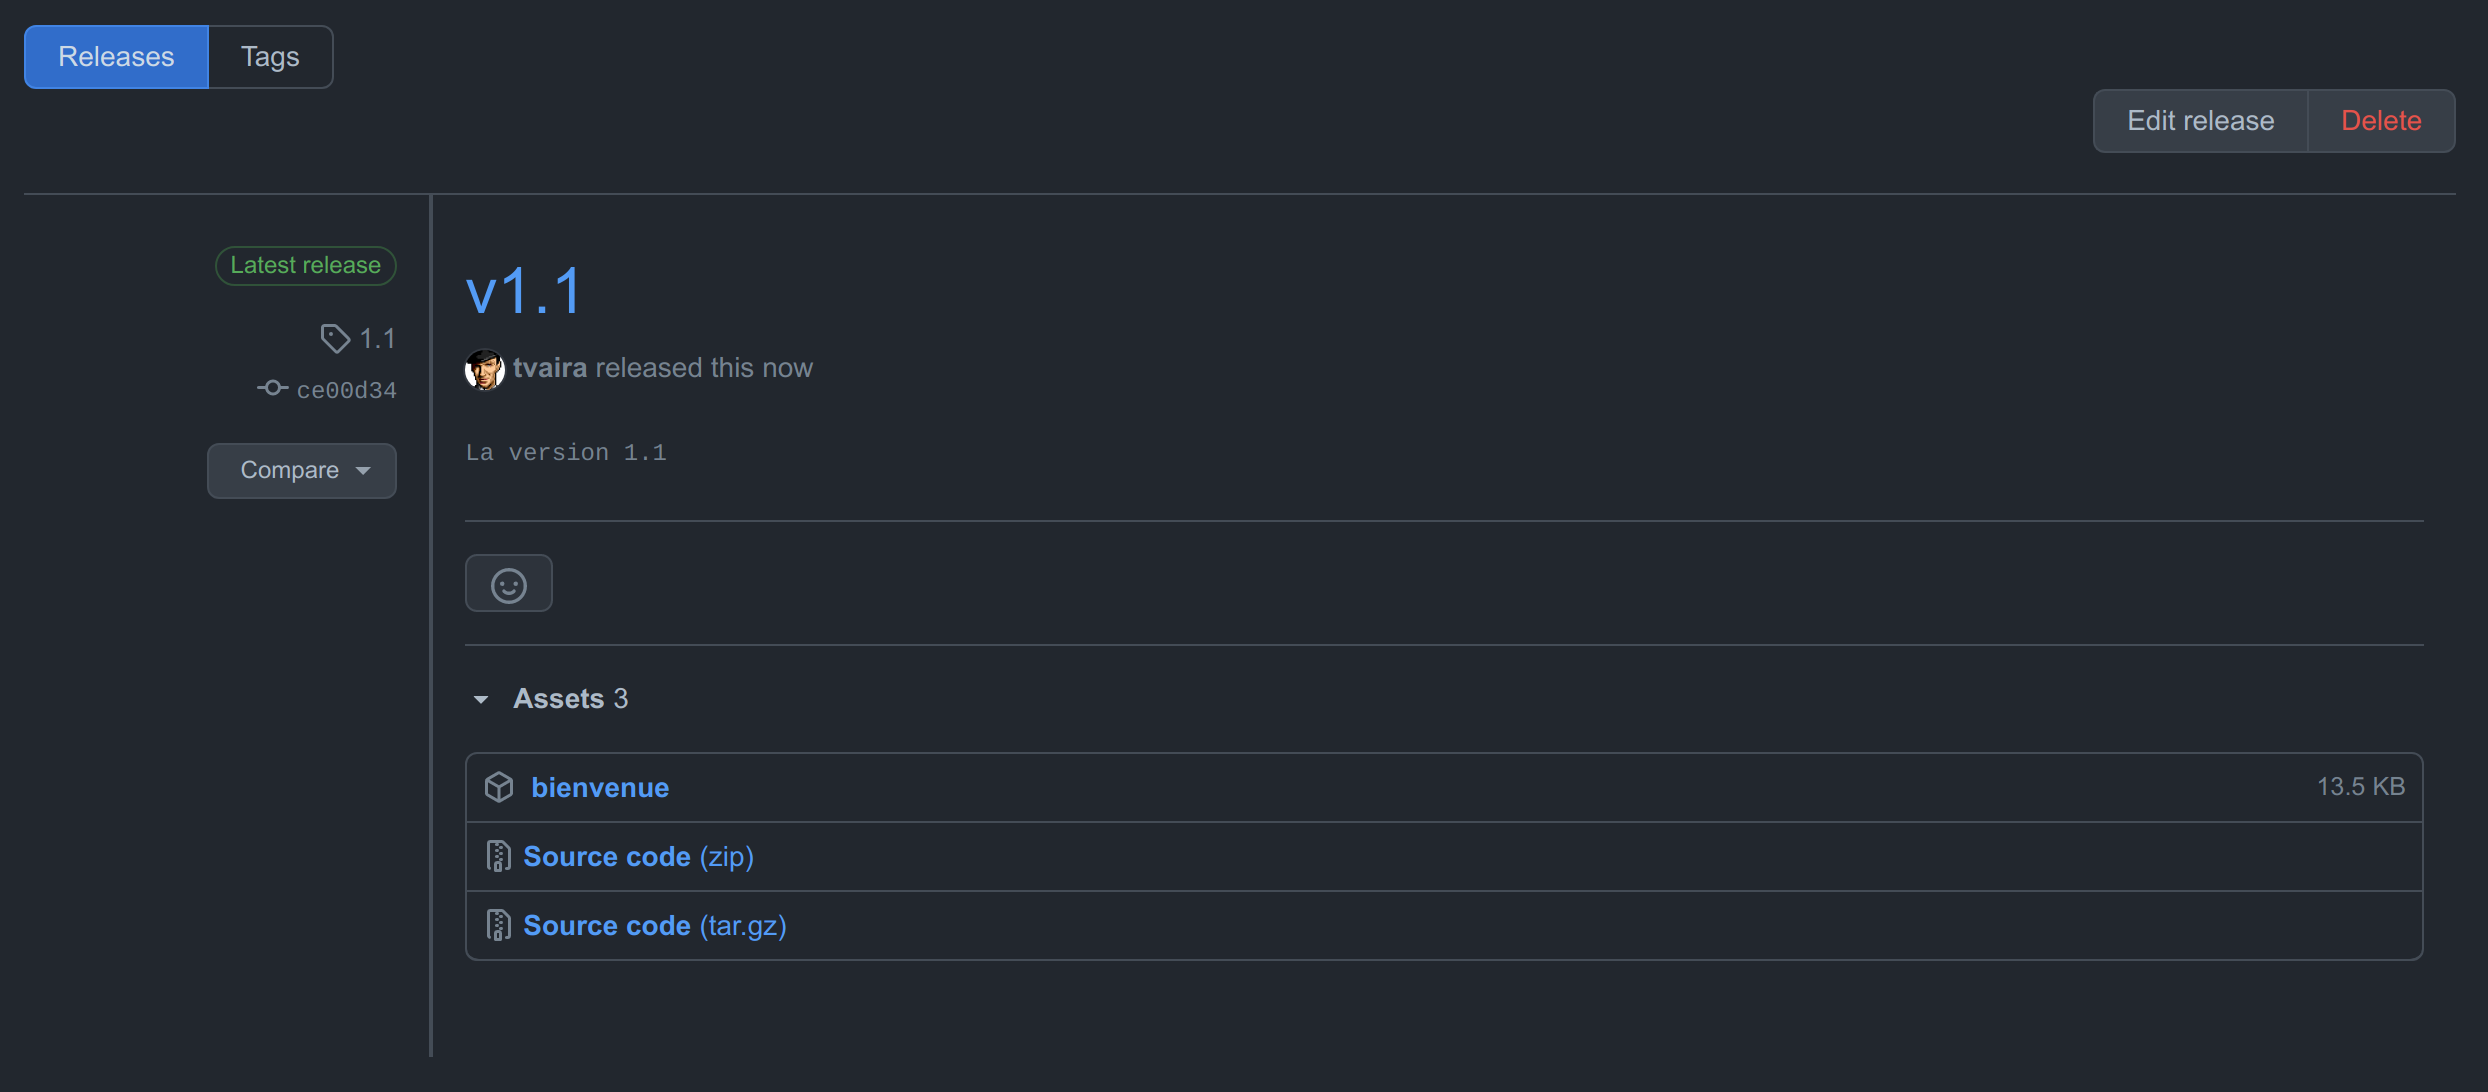 Releases Tags
Edit release Delete
Latest release
1.1
ce00d34
Compare
v1.1
tvaira released this now
La version 1.1
Assets 3
bienvenue 13.5 KB
Source code (zip)
Source code (tar.gz)